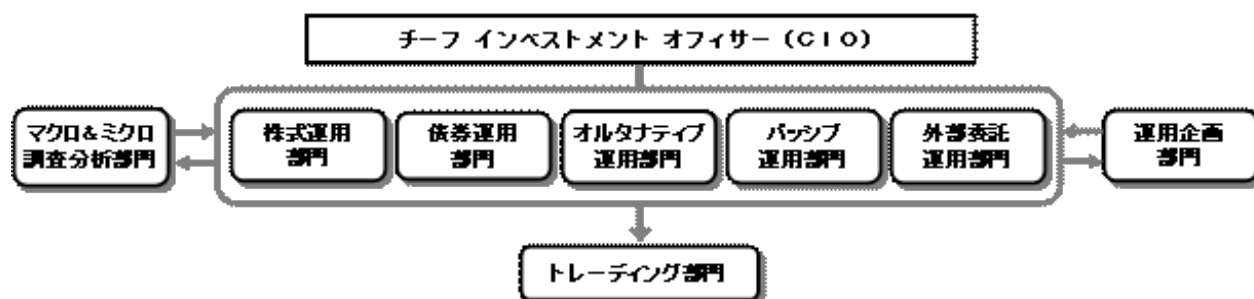 チーフ インベストメント オフィサー（CIO）
マクロ&ミクロ
調査分析部門
株式運用
部門
債券運用
部門
オルタナティブ
運用部門
パッシブ
運用部門
外部委託
運用部門
運用企画
部門
トレーディング部門